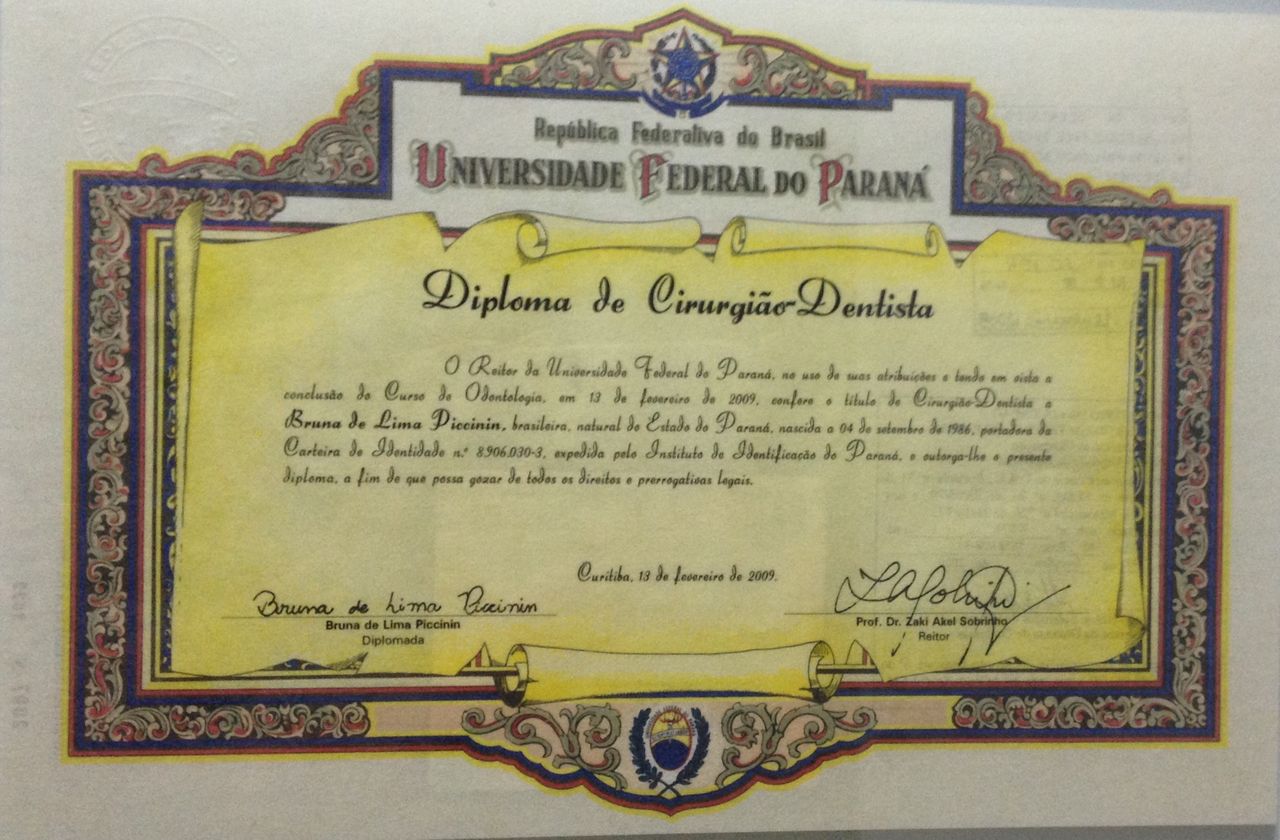 República Federativa do Brasil
UNIVERSIDADE FEDERAL DO PARANÁ
Diploma de Cirurgião-Dentista
O Reitor da Universidade Federal do Paraná, no uso de suas atribuições e tendo em vista a
conclusão do Curso de Odontologia, em 13 de fevereiro de 2009, confere o título de Cirurgião-Dentista a
Bruna de Lima Piccinin, brasileira, natural do Estado do Paraná, nascida a 04 de setembro de 1986, portadora da
Carteira de Identidade n.º 8.906.030-3, expedida pelo Instituto de Identificação do Paraná, e outorga-lhe o presente
diploma, a fim de que possa gozar de todos os direitos e prerrogativas legais.
Curitiba, 13 de fevereiro de 2009.
Bruna de Lima Piccinin
Bruna de Lima Piccinin
Diplomada
Prof. Dr. Zaki Akel Sobrinho
Reitor